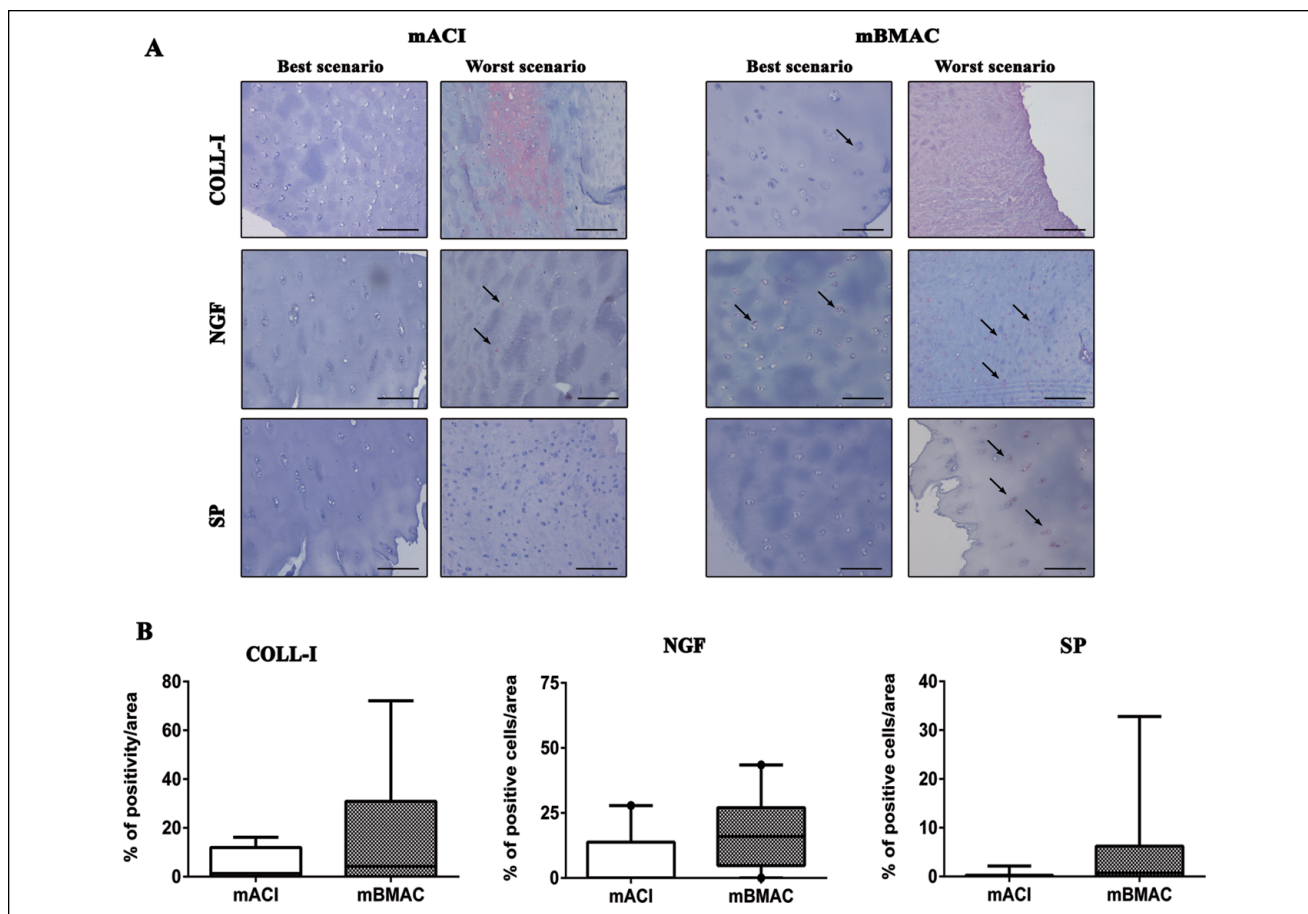 A
mACI
mBMAC
Best scenario
Worst scenario
Best scenario
Worst scenario
COLL-I
NGF
SP
B
COLL-I
% of positivity/area
80
60
40
20
0
mACI
mBMAC
NGF
% of positive cells/area
75
50
25
0
mACI
mBMAC
SP
% of positive cells/area
40
30
20
10
0
mACI
mBMAC